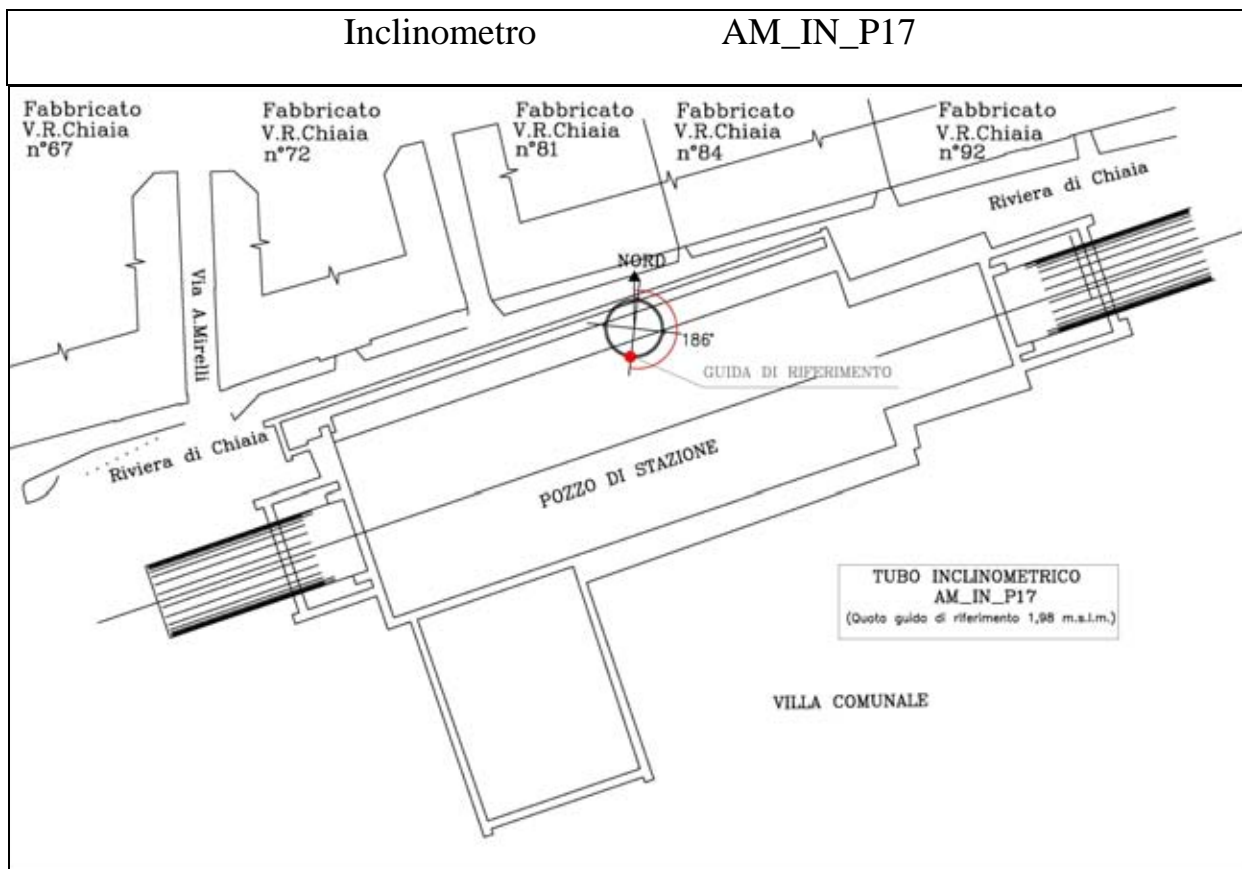 Inclinometro AM_IN_P17
Fabbricato
V.R.Chiaia
n°67
Fabbricato
V.R.Chiaia
n°72
Fabbricato
V.R.Chiaia
n°81
Fabbricato
V.R.Chiaia
n°84
Fabbricato
V.R.Chiaia
n°92
Riviera di Chiaia
Via A.Mirelli
NORD
186°
GUIDA DI RIFERIMENTO
Riviera di Chiaia
POZZO DI STAZIONE
TUBO INCLINOMETRICO
AM_IN_P17
(Quota guida di riferimento 1,98 m.s.l.m.)
VILLA COMUNALE